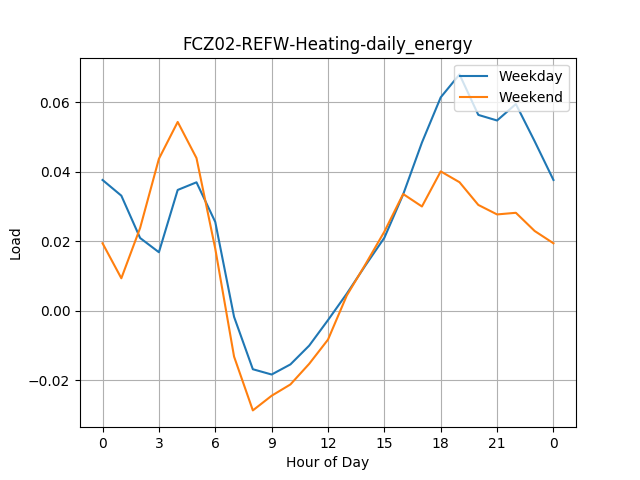 FCZ02-REFW-Heating-daily_energy
Weekday
Weekend
Load
0.06
0.04
0.02
0.00
−0.02
0 3 6 9 12 15 18 21 0
Hour of Day